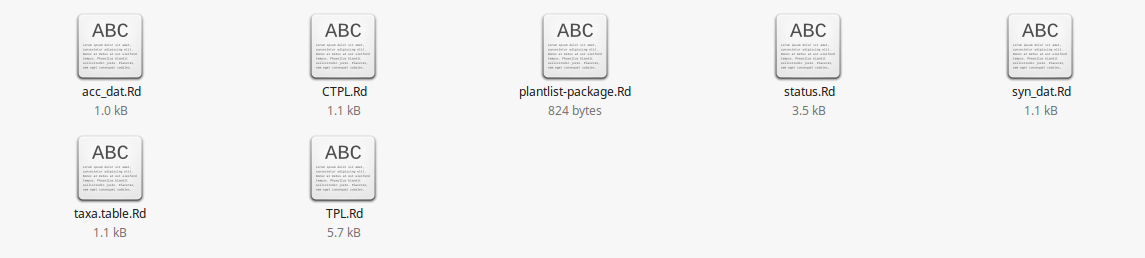 ABC
ABC
ABC
ABC
ABC
acc_dat.Rd
CTPL.Rd
plantlist-package.Rd
status.Rd
syn_dat.Rd
1.0 kB
1.1 kB
824 bytes
3.5 kB
1.1 kB
ABC
ABC
taxa.table.Rd
TPL.Rd
1.1 kB
5.7 kB